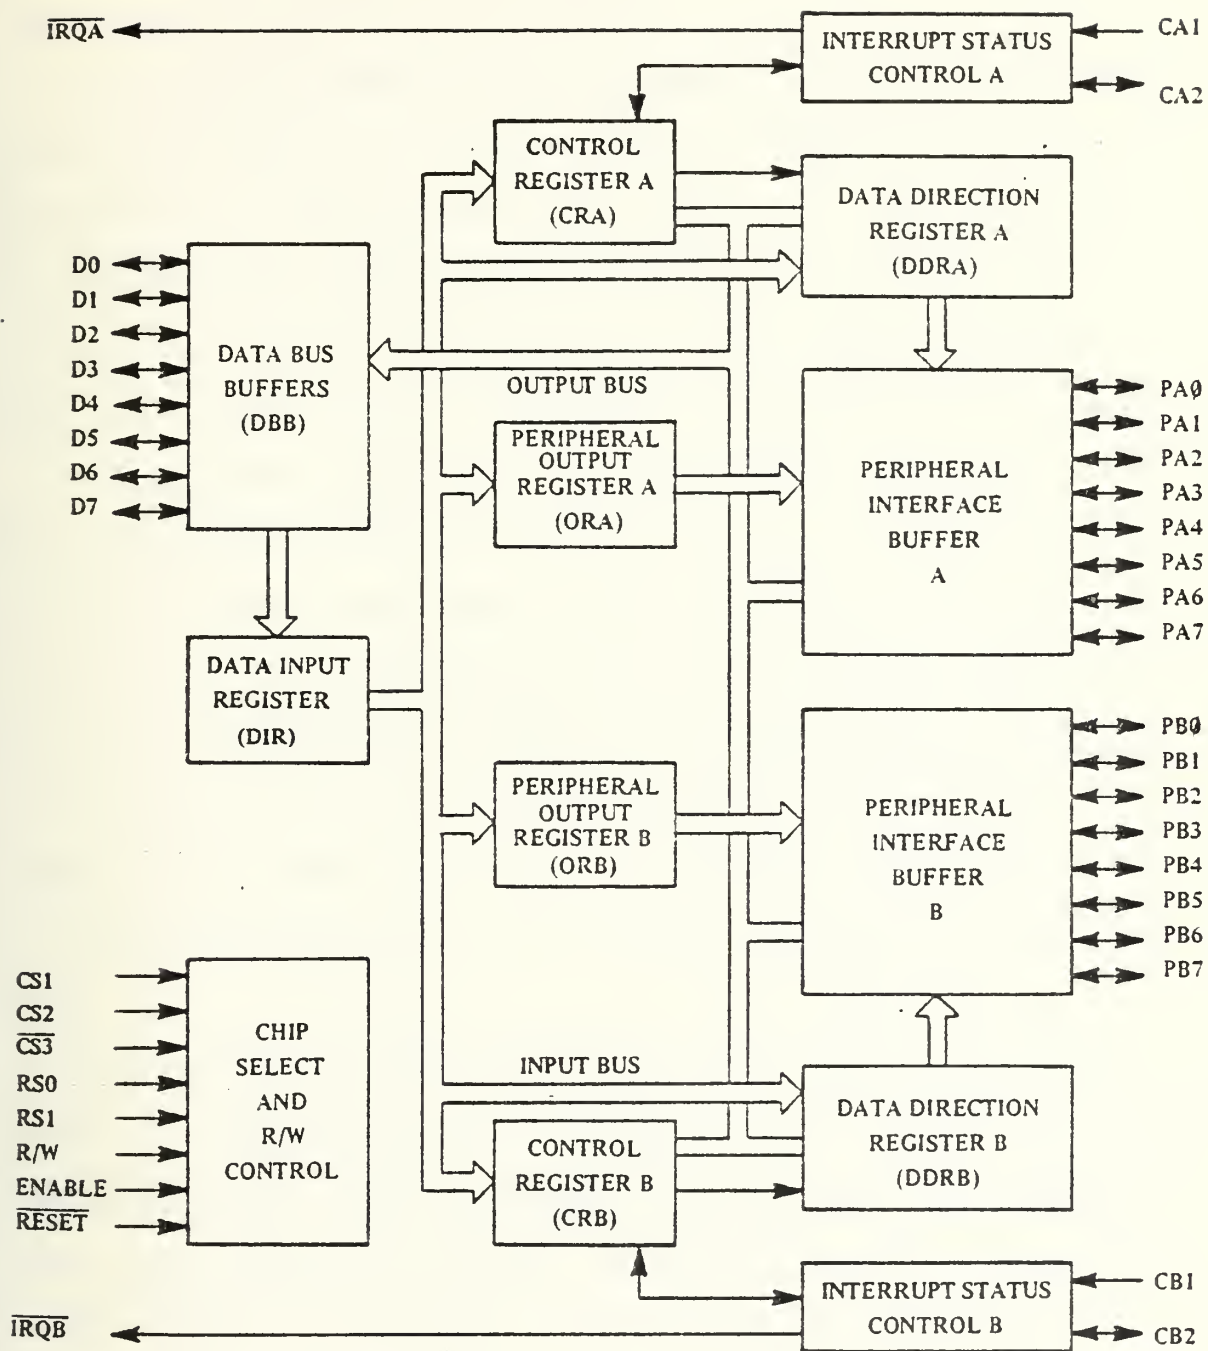 IRQA
INTERRUPT STATUS
CONTROL A
CA1
CA2
CONTROL
REGISTER A
(CRA)
DATA DIRECTION
REGISTER A
(DDRA)
D0
D1
D2
D3
D4
D5
D6
D7
DATA BUS
BUFFERS
(DBB)
OUTPUT BUS
PERIPHERAL
OUTPUT
REGISTER A
(ORA)
PERIPHERAL
INTERFACE
BUFFER
A
PA0
PA1
PA2
PA3
PA4
PA5
PA6
PA7
DATA INPUT
REGISTER
(DIR)
PERIPHERAL
OUTPUT
REGISTER B
(ORB)
PERIPHERAL
INTERFACE
BUFFER
B
PB0
PB1
PB2
PB3
PB4
PB5
PB6
PB7
CS1
CS2
CS3
RS0
RS1
R/W
ENABLE
RESET
CHIP
SELECT
AND
R/W
CONTROL
INPUT BUS
CONTROL
REGISTER B
(CRB)
DATA DIRECTION
REGISTER B
(DDRB)
IRQB
INTERRUPT STATUS
CONTROL B
CB1
CB2